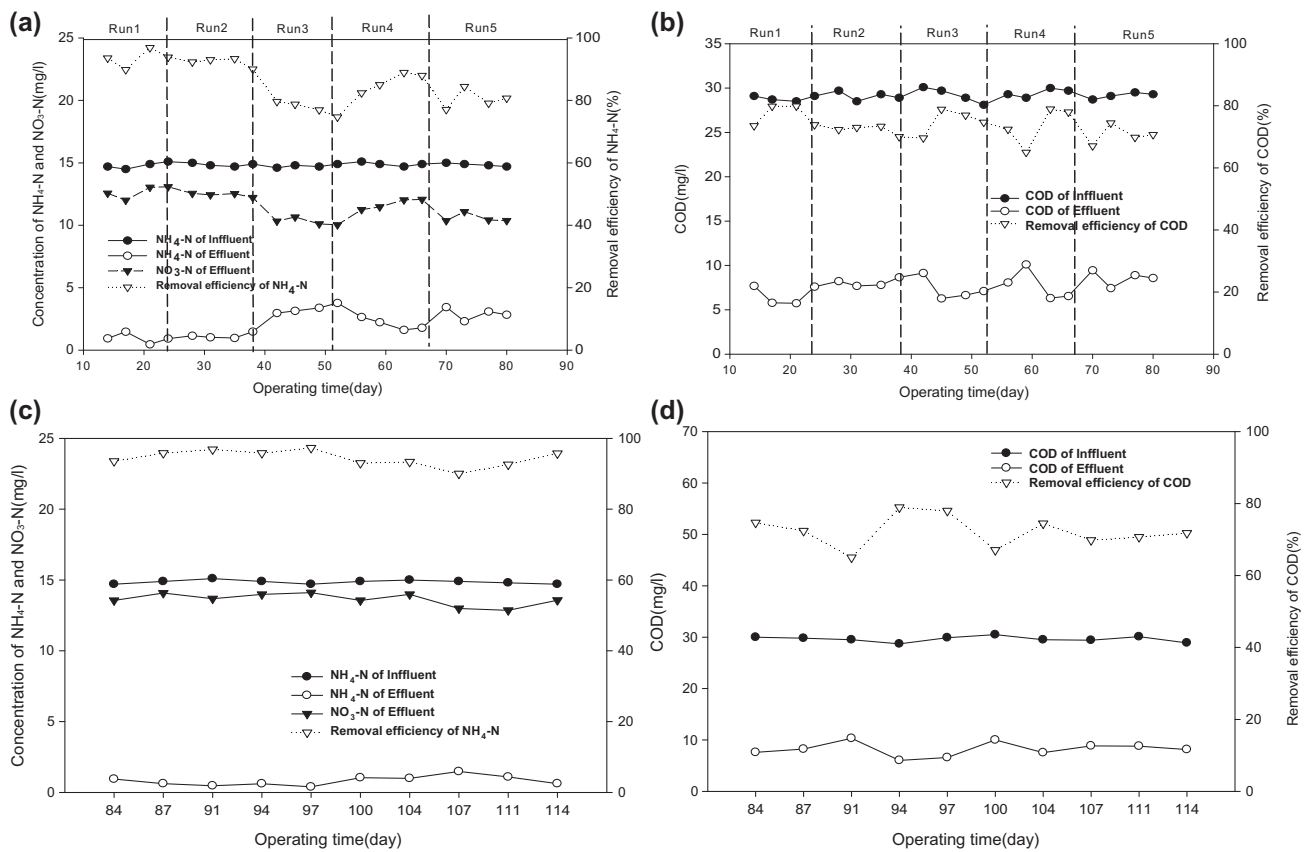 (a)
Run1 Run2 Run3 Run4 Run5
Concentration of NH₄-N and NO₃-N(mg/l)
25
20
15
10
5
0
NH₄-N of Inffluent
NH₄-N of Effluent
NO₃-N of Effluent
Removal efficiency of NH₄-N
100
80
60
40
20
0
Removal efficiency of NH₄-N(%)
10 20 30 40 50 60 70 80 90
Operating time(day)
(b)
Run1 Run2 Run3 Run4 Run5
COD(mg/l)
35
30
25
20
15
10
5
0
COD of Inffluent
COD of Effluent
Removal efficiency of COD
100
80
60
40
20
0
Removal efficiency of COD(%)
10 20 30 40 50 60 70 80 90
Operating time(day)
(c)
Concentration of NH₄-N and NO₃-N(mg/l)
25
20
15
10
5
0
NH₄-N of Inffluent
NH₄-N of Effluent
NO₃-N of Effluent
Removal efficiency of NH₄-N
100
80
60
40
20
0
84 87 91 94 97 100 104 107 111 114
Operating time(day)
(d)
COD(mg/l)
70
60
50
40
30
20
10
0
COD of Inffluent
COD of Effluent
Removal efficiency of COD
100
80
60
40
20
0
Removal efficiency of COD(%)
84 87 91 94 97 100 104 107 111 114
Operating time(day)